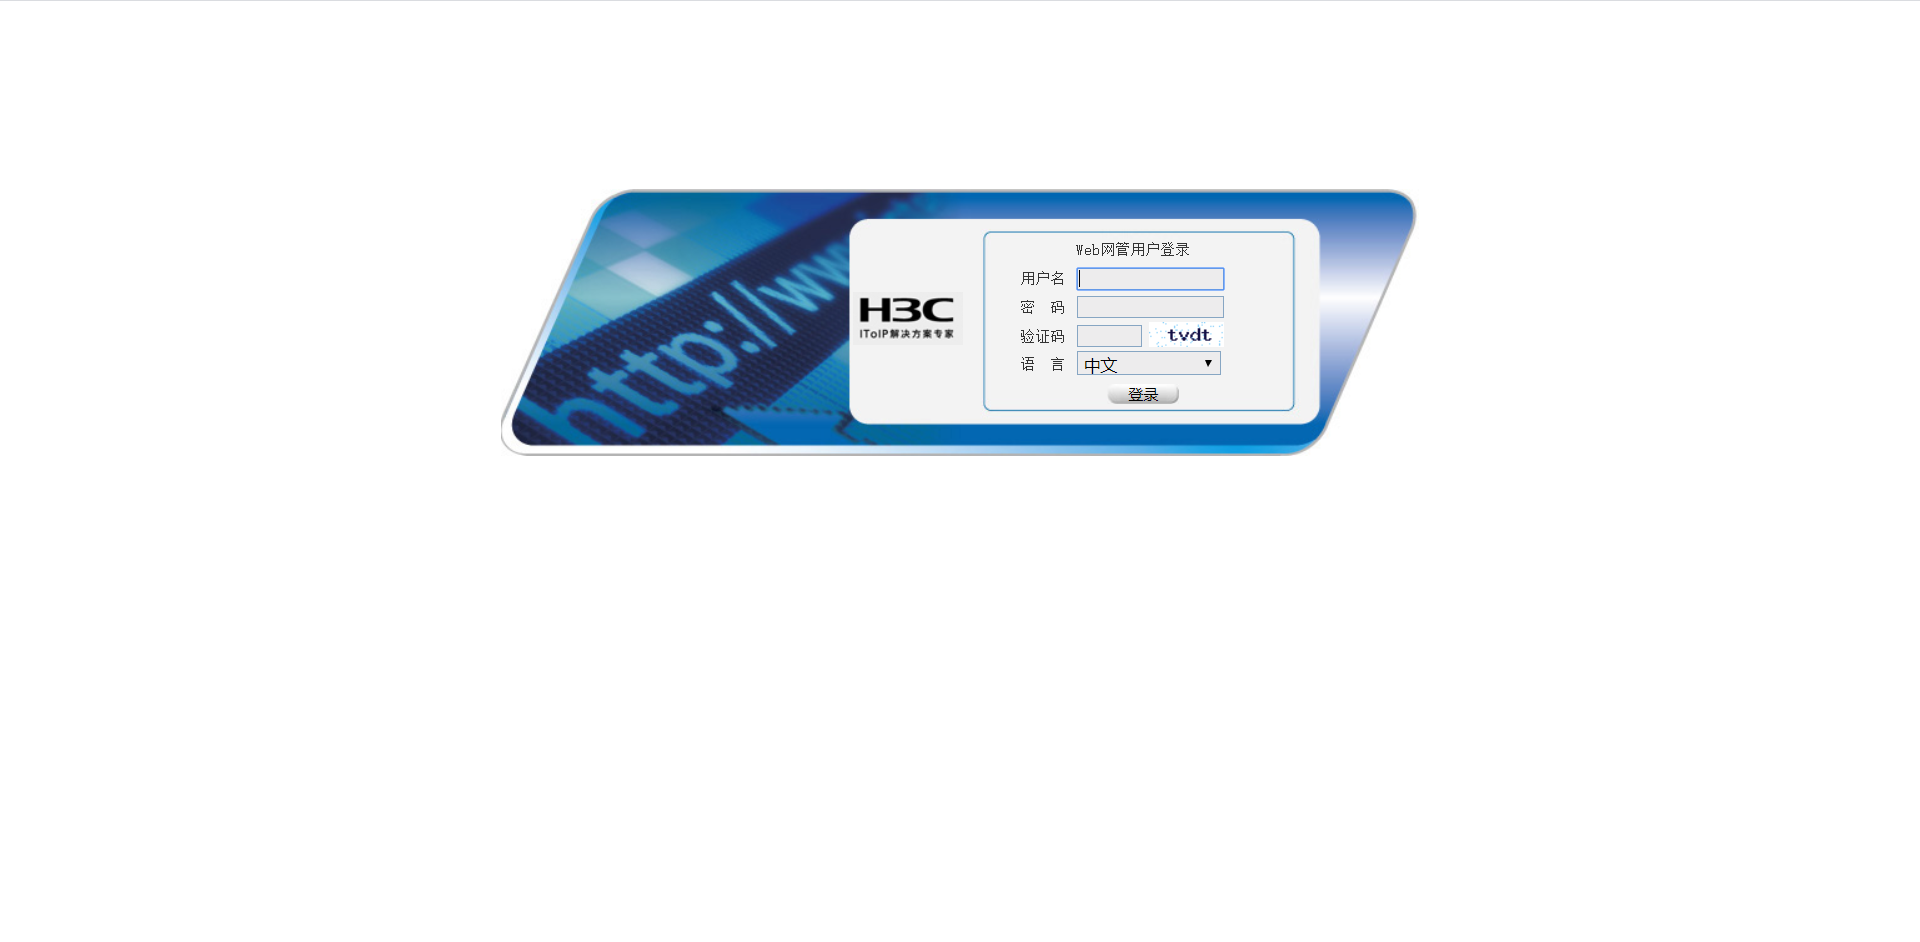 http://www
H3C
IToIP解决方案专家
Web网管用户登录
用户名
密 码
验证码 tvdt
语 言 中文
登录